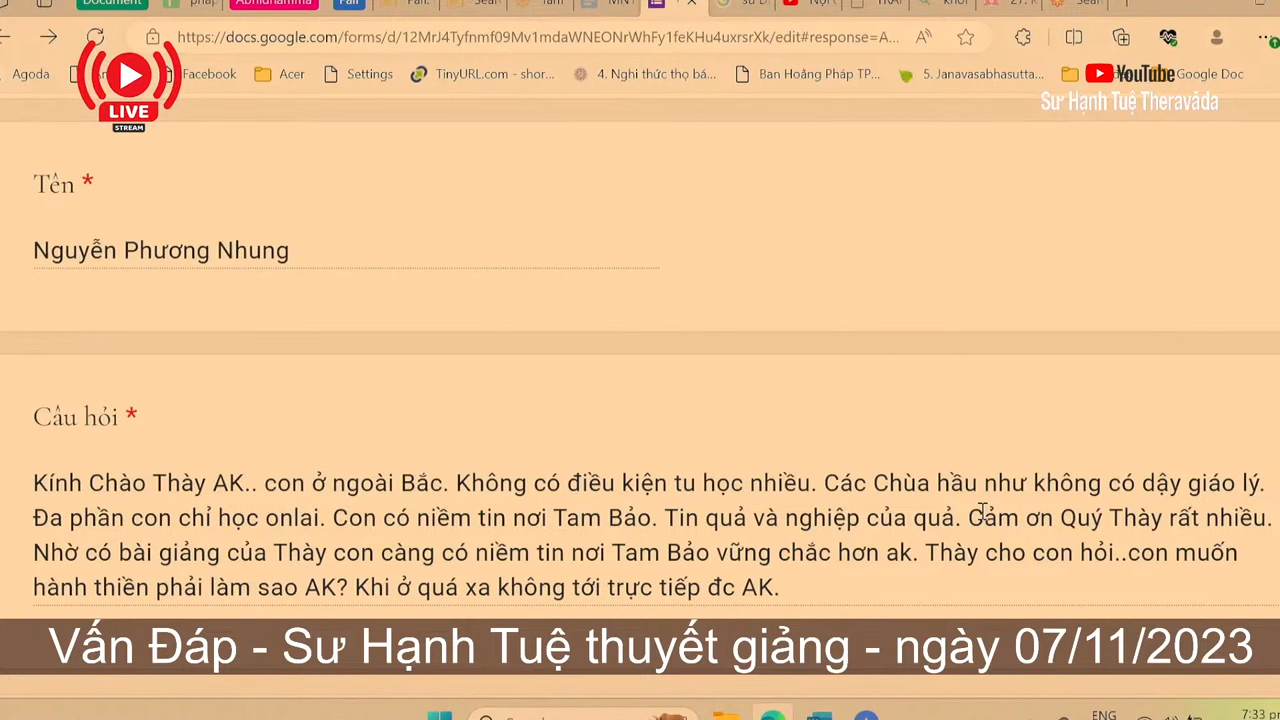 Document
Abhidhamma
https://docs.google.com/forms/d/12MrJ4Tyfnmf09Mv1mdaWNEONrWhFy1feKHu4uxrsrXk/edit#response=A...
Agoda
Facebook
Acer
Settings
TinyURL.com - shor...
4. Nghi thức thọ bá...
Ban Hoằng Pháp TP...
5. Janavasabhasutta...
YouTube
Google Doc
LIVE
STREAM
Sư Hạnh Tuệ Theravāda
Tên *
Nguyễn Phương Nhung
Câu hỏi *
Kính Chào Thày AK.. con ở ngoài Bắc. Không có điều kiện tu học nhiều. Các Chùa hầu như không có dậy giáo lý.
Đa phần con chỉ học onlai. Con có niềm tin nơi Tam Bảo. Tin quả và nghiệp của quả. Cảm ơn Quý Thày rất nhiều.
Nhờ có bài giảng của Thày con càng có niềm tin nơi Tam Bảo vững chắc hơn ak. Thày cho con hỏi..con muốn
hành thiền phải làm sao AK? Khi ở quá xa không tới trực tiếp đc AK.
Vấn Đáp - Sư Hạnh Tuệ thuyết giảng - ngày 07/11/2023
ENG